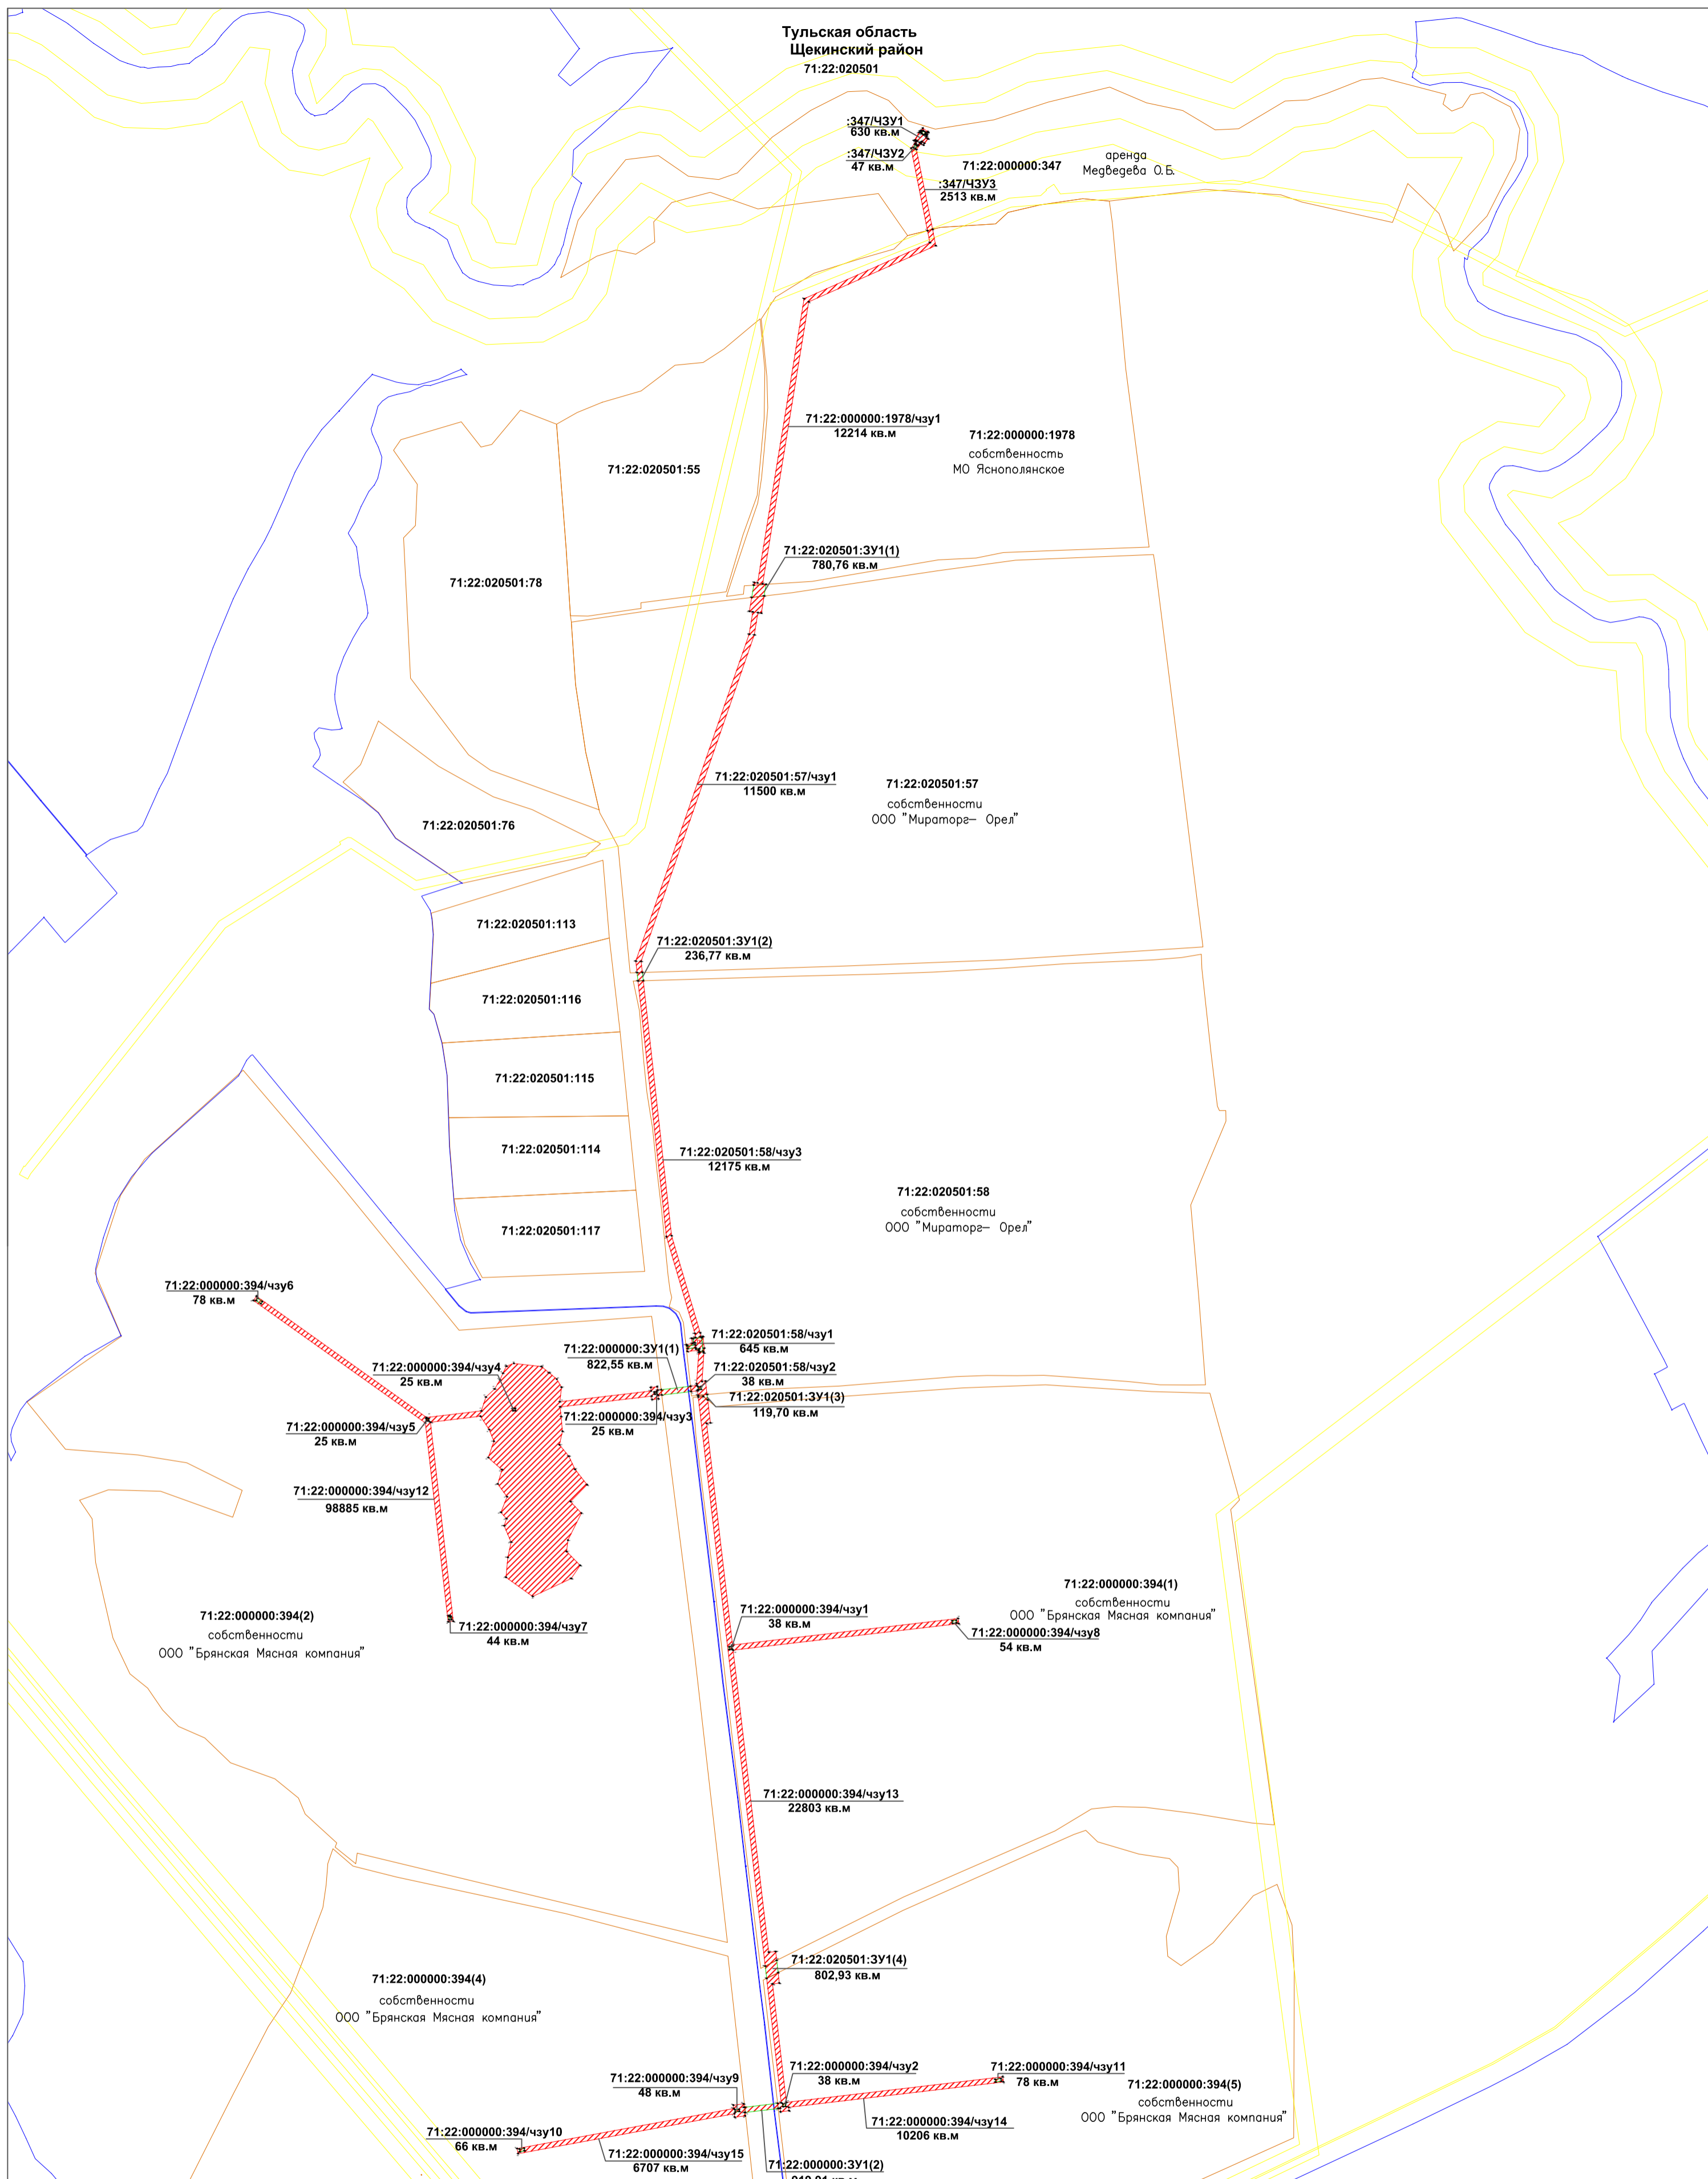 Тульская область
Щекинский район
71:22:020501
:347/ЧЗУ1
630 кв.м
:347/ЧЗУ2
47 кв.м
71:22:000000:347
аренда
Медведева О.Б.
:347/ЧЗУ3
2513 кв.м
71:22:000000:1978/чзу1
12214 кв.м
71:22:000000:1978
собственность
МО Яснополянское
71:22:020501:55
71:22:020501:ЗУ1(1)
780,76 кв.м
71:22:020501:78
71:22:020501:57/чзу1
11500 кв.м
71:22:020501:57
собственности
ООО "Мираторг- Орел"
71:22:020501:76
71:22:020501:113
71:22:020501:ЗУ1(2)
236,77 кв.м
71:22:020501:116
71:22:020501:115
71:22:020501:114
71:22:020501:58/чзу3
12175 кв.м
71:22:020501:58
собственности
ООО "Мираторг- Орел"
71:22:020501:117
71:22:000000:394/чзу6
78 кв.м
71:22:020501:58/чзу1
645 кв.м
71:22:000000:ЗУ1(1)
822,55 кв.м
71:22:000000:394/чзу4
25 кв.м
71:22:020501:58/чзу2
38 кв.м
71:22:020501:ЗУ1(3)
119,70 кв.м
71:22:000000:394/чзу3
25 кв.м
71:22:000000:394/чзу5
25 кв.м
71:22:000000:394/чзу12
98885 кв.м
71:22:000000:394(1)
собственности
ООО "Брянская Мясная компания"
71:22:000000:394/чзу1
38 кв.м
71:22:000000:394(2)
собственности
ООО "Брянская Мясная компания"
71:22:000000:394/чзу7
44 кв.м
71:22:000000:394/чзу8
54 кв.м
71:22:000000:394/чзу13
22803 кв.м
71:22:020501:ЗУ1(4)
802,93 кв.м
71:22:000000:394(4)
собственности
ООО "Брянская Мясная компания"
71:22:000000:394/чзу2
38 кв.м
71:22:000000:394/чзу11
78 кв.м
71:22:000000:394/чзу9
48 кв.м
71:22:000000:394(5)
собственности
ООО "Брянская Мясная компания"
71:22:000000:394/чзу14
10206 кв.м
71:22:000000:394/чзу10
66 кв.м
71:22:000000:394/чзу15
6707 кв.м
71:22:000000:ЗУ1(2)